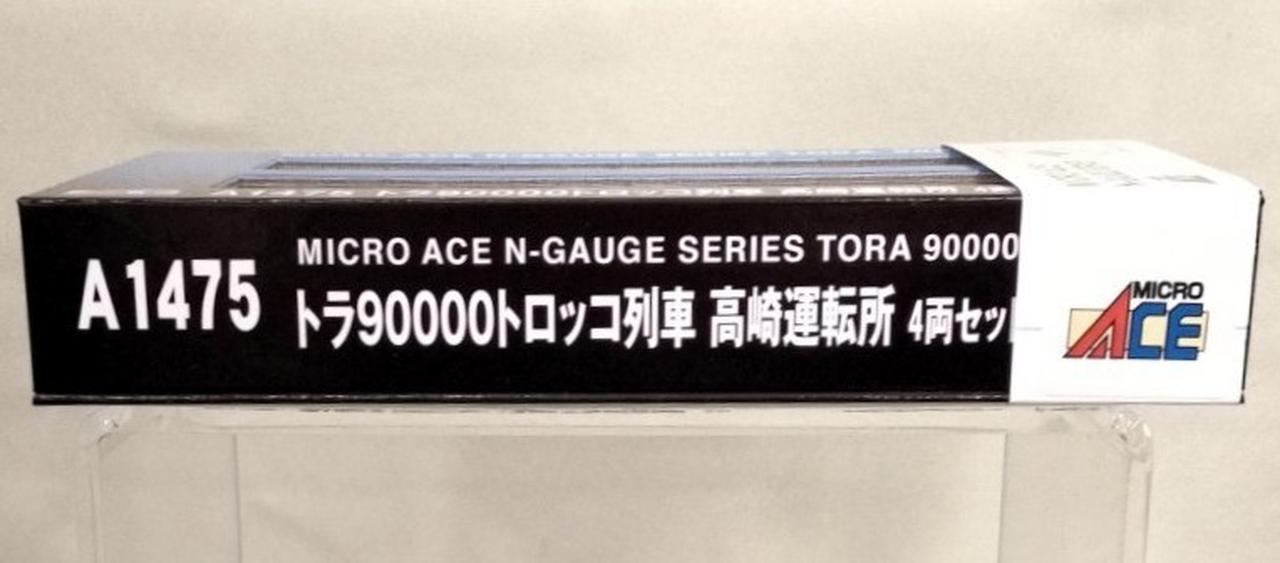 A1475
MICRO ACE N-GAUGE SERIES TORA 90000
トラ90000トロッコ列車 高崎運転所 4両セット
MICRO
ACE